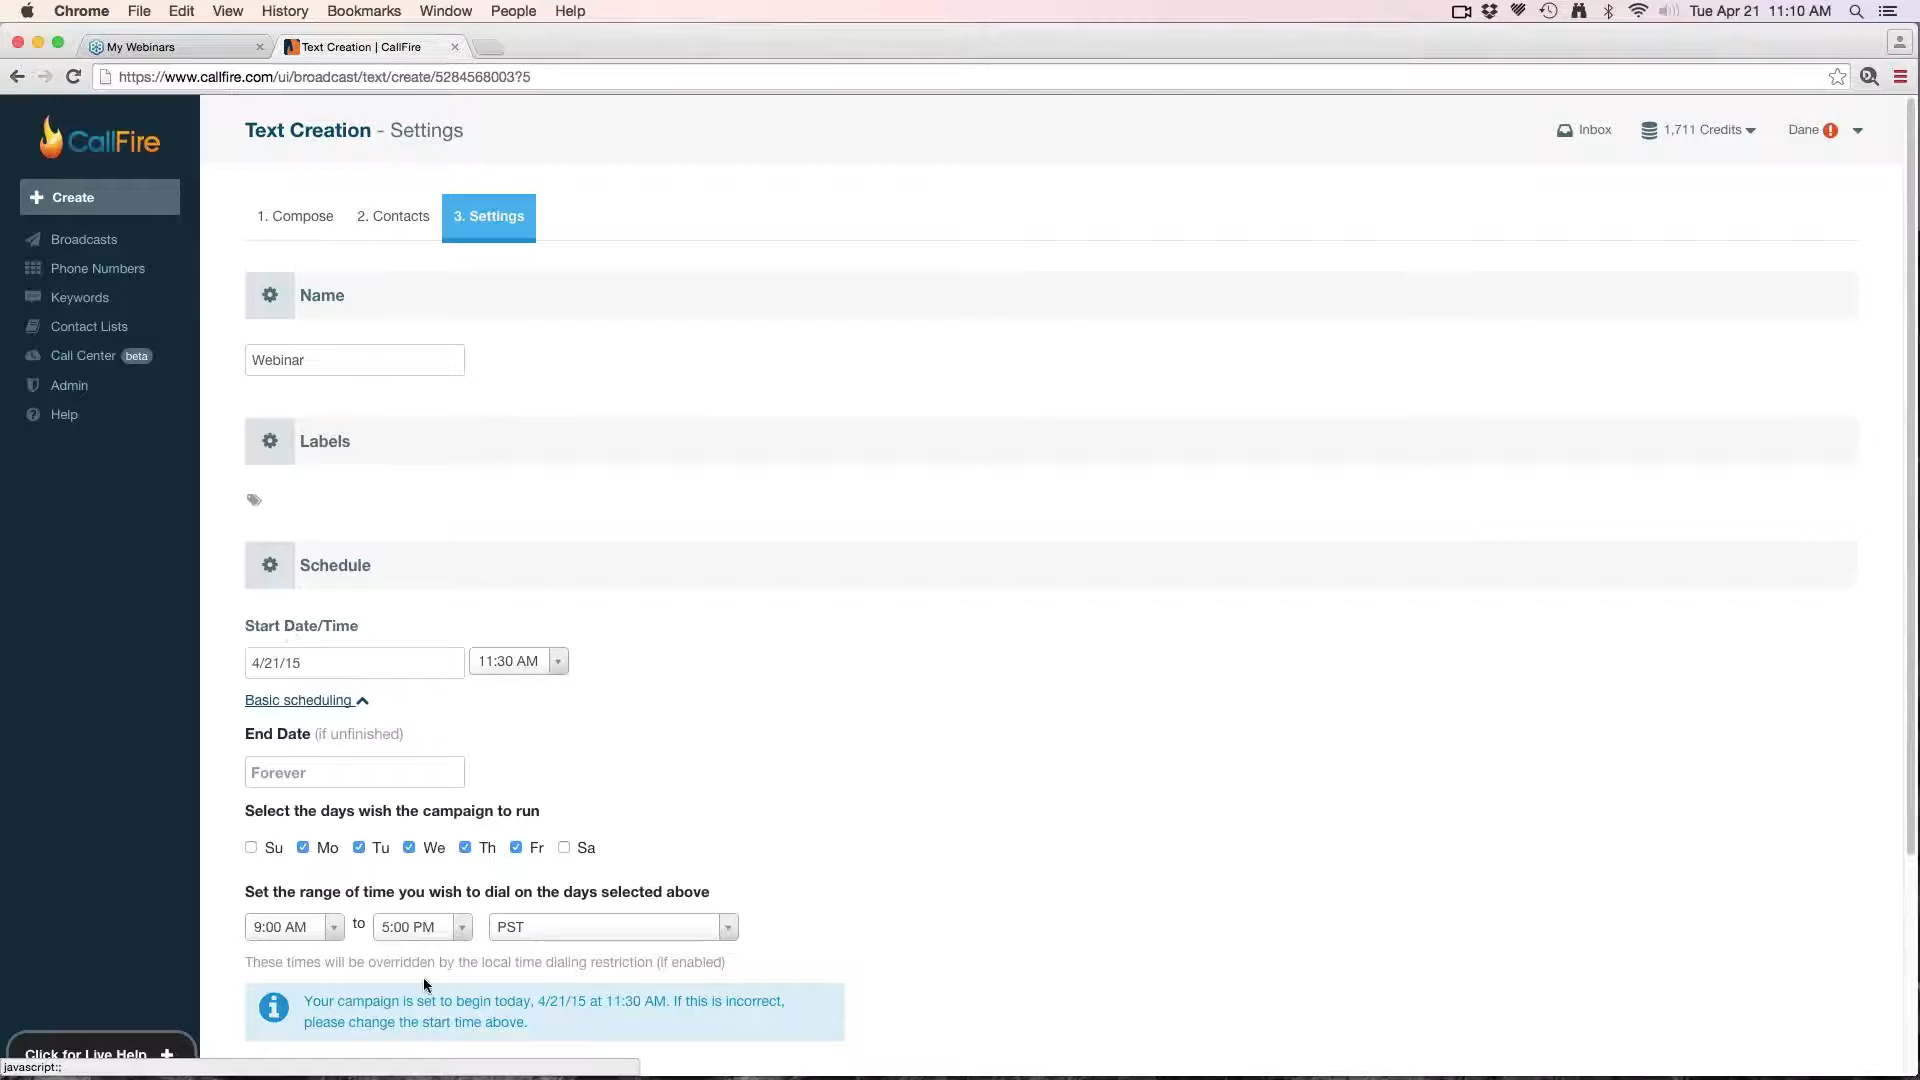 Chrome File Edit View History Bookmarks Window People Help Tue Apr 21 11:10 AM
My Webinars Text Creation | CallFire
https://www.callfire.com/ui/broadcast/text/create/5284568003?5
CallFire
Text Creation - Settings
Inbox 1,711 Credits Dane
Create
Broadcasts
Phone Numbers
Keywords
Contact Lists
Call Center beta
Admin
Help
1. Compose 2. Contacts 3. Settings
Name
Webinar
Labels
Schedule
Start Date/Time
4/21/15 11:30 AM
Basic scheduling
End Date (if unfinished)
Forever
Select the days wish the campaign to run
Su Mo Tu We Th Fr Sa
Set the range of time you wish to dial on the days selected above
9:00 AM to 5:00 PM PST
These times will be overridden by the local time dialing restriction (if enabled)
Your campaign is set to begin today, 4/21/15 at 11:30 AM. If this is incorrect,
please change the start time above.
Click for Live Help +
javascript:;